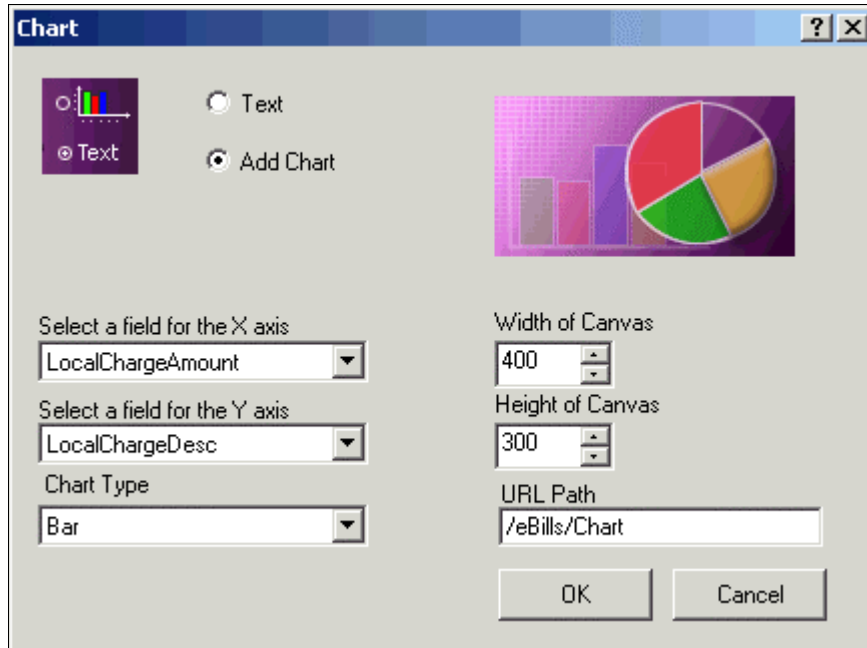 Chart
Text
Text
Add Chart
Select a field for the X axis
LocalChargeAmount
Select a field for the Y axis
LocalChargeDesc
Chart Type
Bar
Width of Canvas
400
Height of Canvas
300
URL Path
/eBills/Chart
OK
Cancel